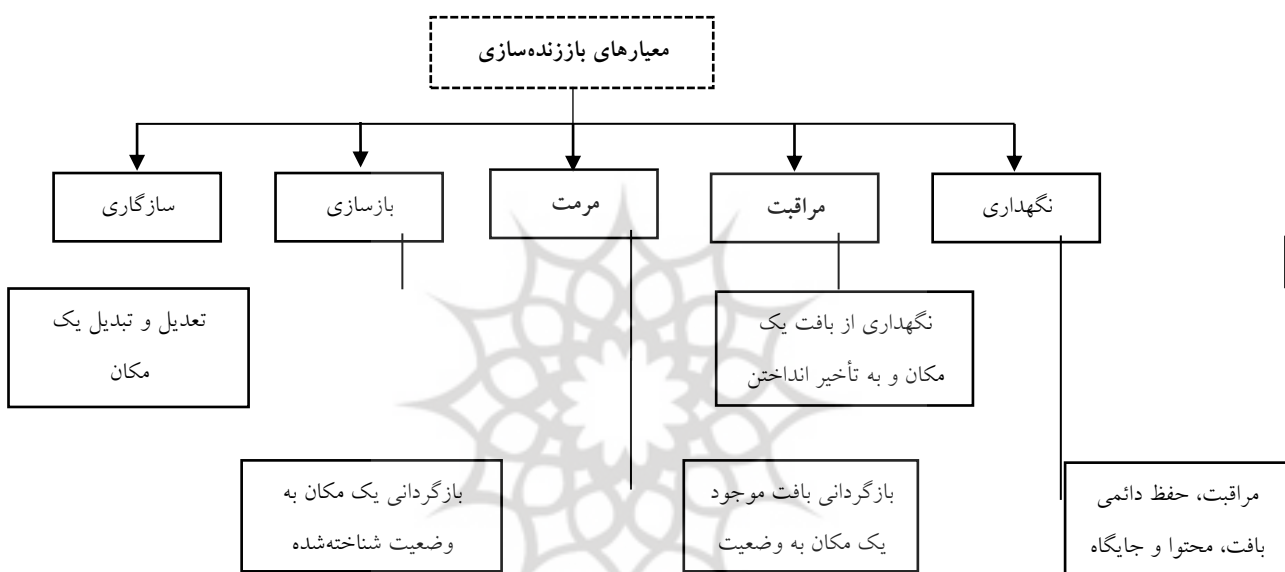 معیارهای باززنده‌سازی
نگهداری
مراقبت
مرمت
بازسازی
سازگاری
نگهداری از بافت یک
مکان و به تأخیر انداختن
تعدیل و تبدیل یک
مکان
مراقبت، حفظ دائمی
بافت، محتوا و جایگاه
بازگردانی بافت موجود
یک مکان به وضعیت
بازگردانی یک مکان به
وضعیت شناخته‌شده